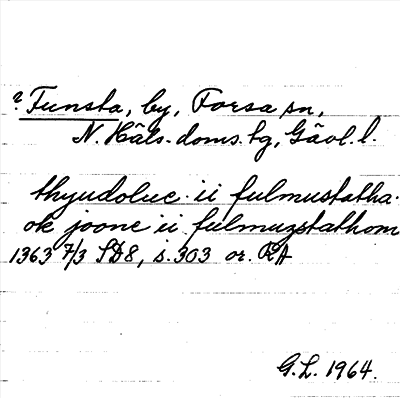 ? Funsta, by, Forsa sn,
N. Häls. doms. tg, Gävl. l.
thyudoluc. ii fulmustatha.
ok joone ii fulmugstathom
1363 7/3 SD8, s. 303 or. RA
G.L. 1964.